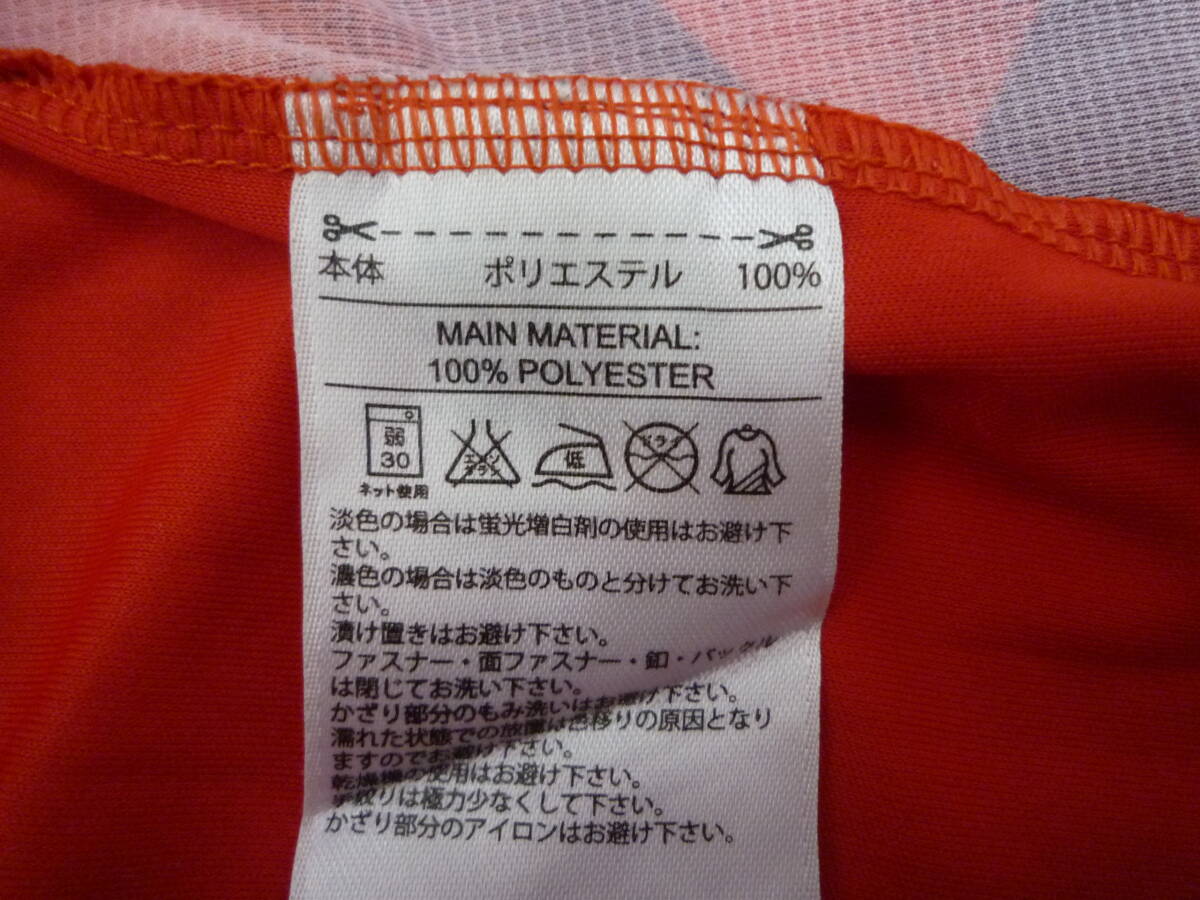 本体 ポリエステル 100%
MAIN MATERIAL:
100% POLYESTER
弱
30
ネット使用
エンソ
サラシ
低
ドライ
淡色の場合は蛍光増白剤の使用はお避け下
さい。
濃色の場合は淡色のものと分けてお洗い下
さい。
漬け置きはお避け下さい。
ファスナー・面ファスナー・釦・バックル
は閉じてお洗い下さい。
かざり部分のもみ洗いはお避け下さい。
濡れた状態での放置は色移りの原因となり
ますのでお避け下さい。
乾燥機の使用はお避け下さい。
手絞りは極力少なくして下さい。
かざり部分のアイロンはお避け下さい。